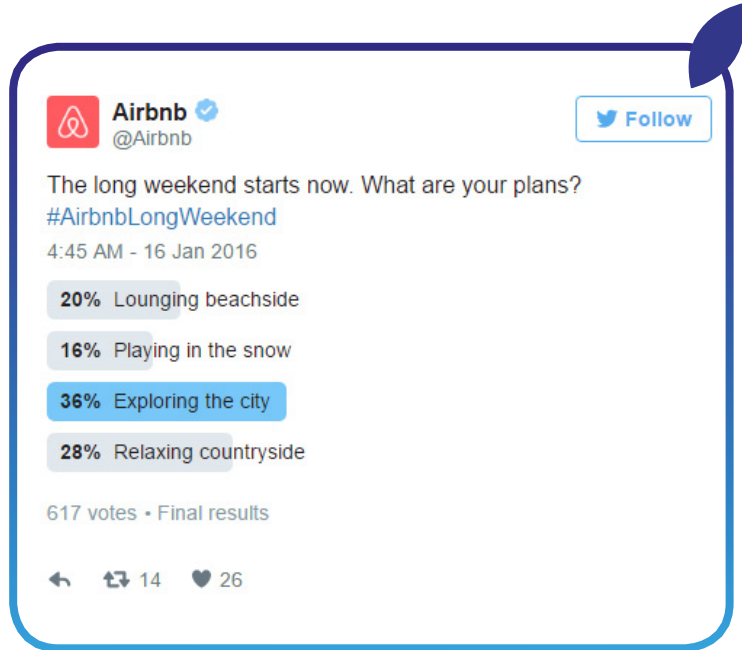 Airbnb
@Airbnb
Follow
The long weekend starts now. What are your plans?
#AirbnbLongWeekend
4:45 AM - 16 Jan 2016
20% Lounging beachside
16% Playing in the snow
36% Exploring the city
28% Relaxing countryside
617 votes • Final results
14 26